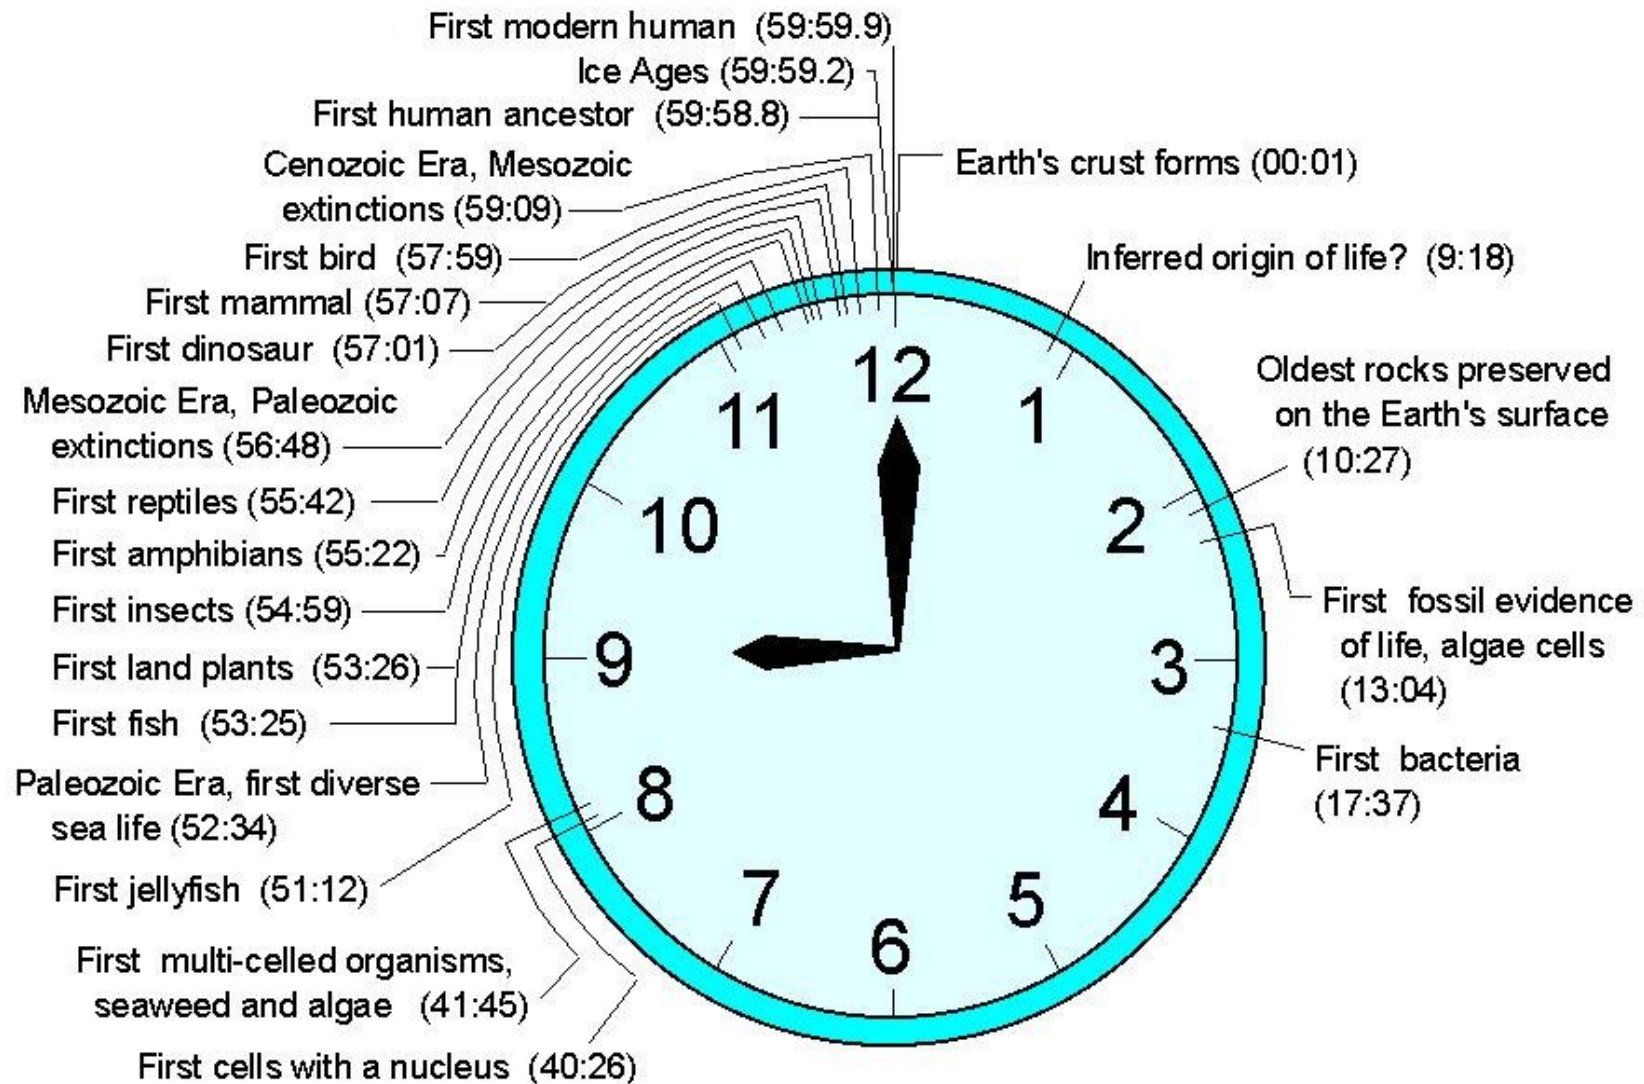 First modern human (59:59.9)
Ice Ages (59:59.2)
First human ancestor (59:58.8)
Cenozoic Era, Mesozoic
extinctions (59:09)
First bird (57:59)
First mammal (57:07)
First dinosaur (57:01)
Mesozoic Era, Paleozoic
extinctions (56:48)
First reptiles (55:42)
First amphibians (55:22)
First insects (54:59)
First land plants (53:26)
First fish (53:25)
Paleozoic Era, first diverse
sea life (52:34)
First jellyfish (51:12)
First multi-celled organisms,
seaweed and algae (41:45)
First cells with a nucleus (40:26)
Earth's crust forms (00:01)
Inferred origin of life? (9:18)
Oldest rocks preserved
on the Earth's surface
(10:27)
First fossil evidence
of life, algae cells
(13:04)
First bacteria
(17:37)
12
1
2
3
4
5
6
7
8
9
10
11